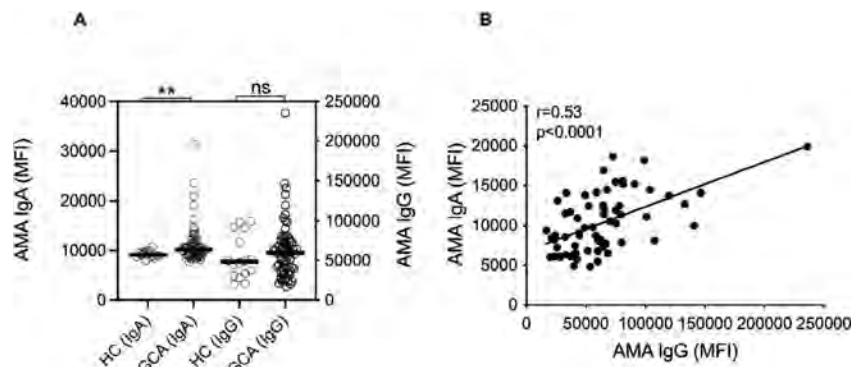 A
**
ns
40000
30000
20000
10000
0
AMA IgA (MFI)
250000
200000
150000
100000
50000
0
AMA IgG (MFI)
HC (IgA)
GCA (IgA)
HC (IgG)
GCA (IgG)
B
r=0.53
p<0.0001
25000
20000
15000
10000
5000
0
AMA IgA (MFI)
0 50000 100000 150000 200000 250000
AMA IgG (MFI)